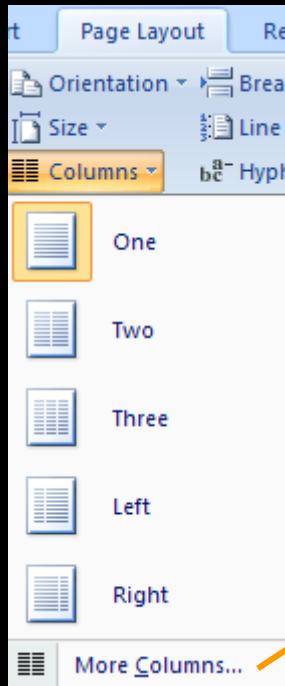 Page Layout
Orientation
Size
Line
Columns
One
Two
Three
Left
Right
More Columns...